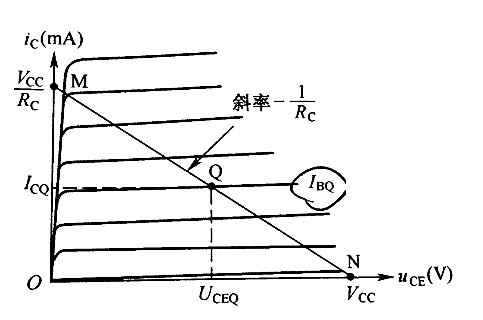 iC(mA)
VCC/RC
M
斜率-1/RC
ICQ
Q
IBQ
O
N
UCEQ
VCC
uCE(V)